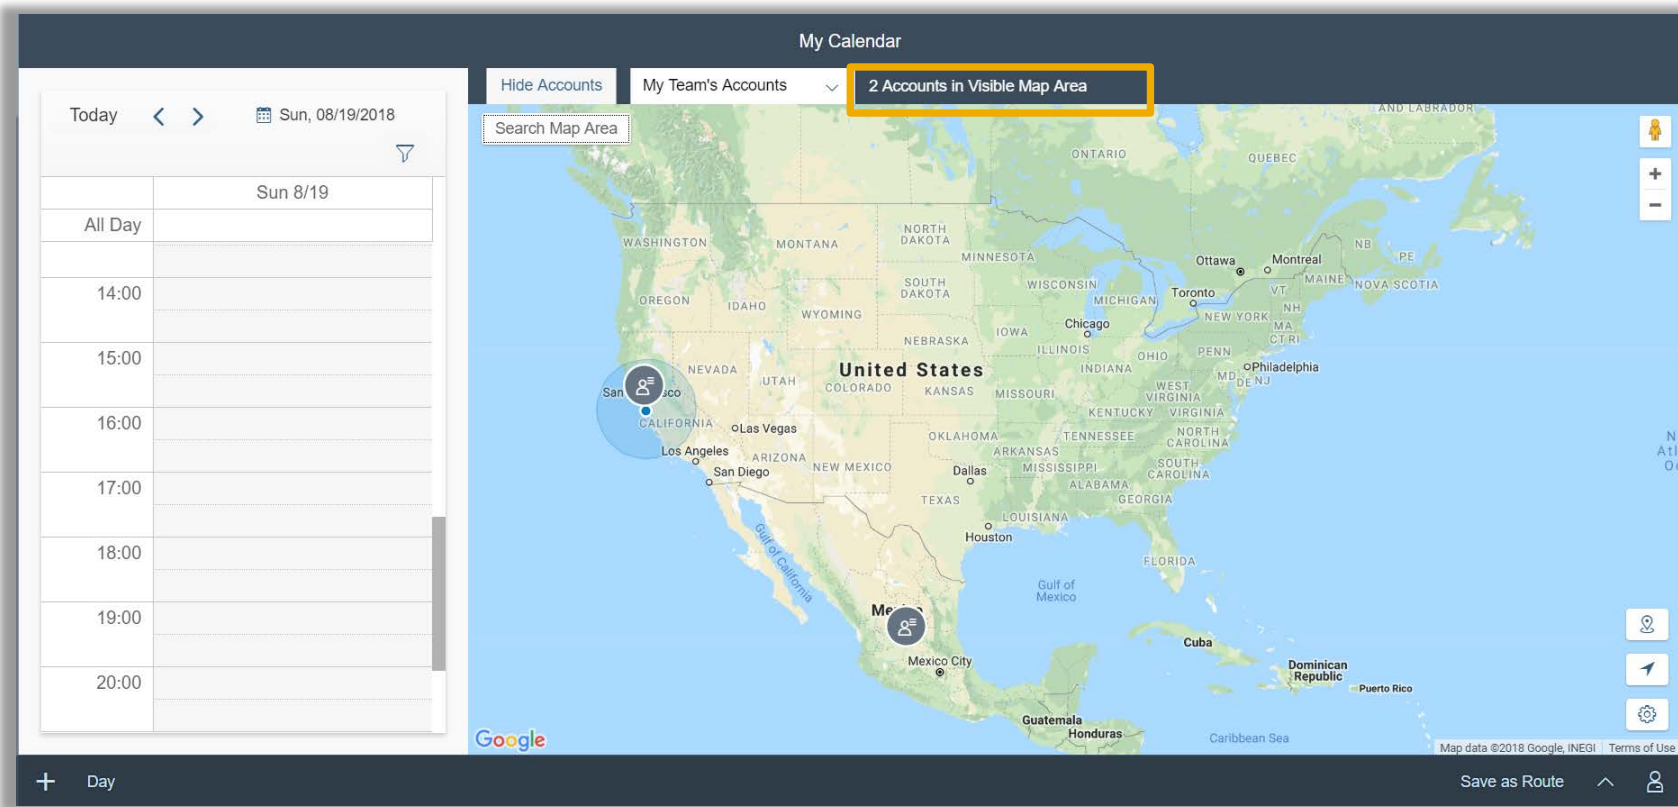 My Calendar
Hide Accounts
My Team's Accounts
2 Accounts in Visible Map Area
Today
Sun, 08/19/2018
Sun 8/19
All Day
14:00
15:00
16:00
17:00
18:00
19:00
20:00
Search Map Area
AND LABRADOR
ONTARIO
QUEBEC
WASHINGTON
MONTANA
NORTH
DAKOTA
MINNESOTA
Ottawa
Montreal
NB
PE
OREGON
IDAHO
SOUTH
DAKOTA
WISCONSIN
MICHIGAN
Toronto
VT
MAINE
NOVA SCOTIA
WYOMING
NEW YORK
NH
MA
CT RI
IOWA
Chicago
NEBRASKA
ILLINOIS
INDIANA
OHIO
PENN
Philadelphia
NEVADA
UTAH
United States
COLORADO
KANSAS
MISSOURI
WEST
VIRGINIA
MD
DE NJ
San
sco
CALIFORNIA
Las Vegas
KENTUCKY
VIRGINIA
OKLAHOMA
TENNESSEE
NORTH
CAROLINA
Los Angeles
ARIZONA
San Diego
NEW MEXICO
ARKANSAS
Dallas
MISSISSIPPI
SOUTH
CAROLINA
ALABAMA
TEXAS
GEORGIA
LOUISIANA
Houston
N
Atl
Oc
Gulf of California
FLORIDA
Gulf of
Mexico
Mexico City
Cuba
Dominican
Republic
Puerto Rico
Guatemala
Honduras
Caribbean Sea
Google
Map data ©2018 Google, INEGI
Terms of Use
Day
Save as Route